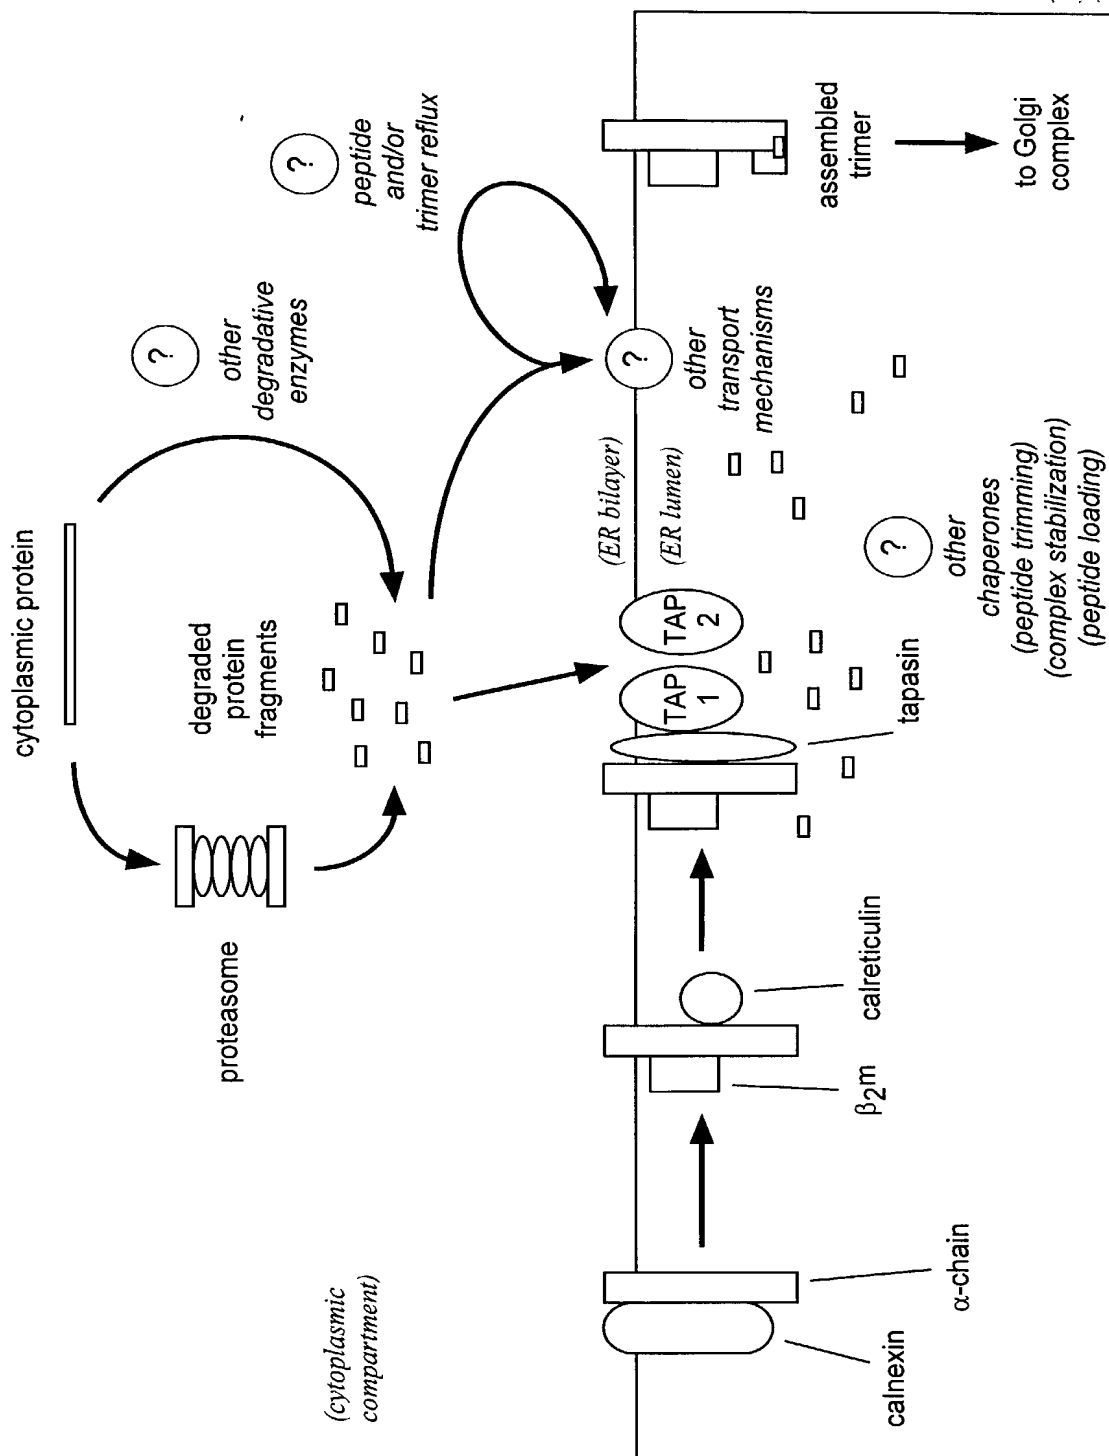 cytoplasmic protein
proteasome
degraded
protein
fragments
?
other
degradative
enzymes
?
peptide
and/or
trimer reflux
(cytoplasmic
compartment)
(ER bilayer)
(ER lumen)
?
other
transport
mechanisms
TAP
1
TAP
2
calnexin
α-chain
β2m
calreticulin
tapasin
?
other
chaperones
(peptide trimming)
(complex stabilization)
(peptide loading)
assembled
trimer
to Golgi
complex